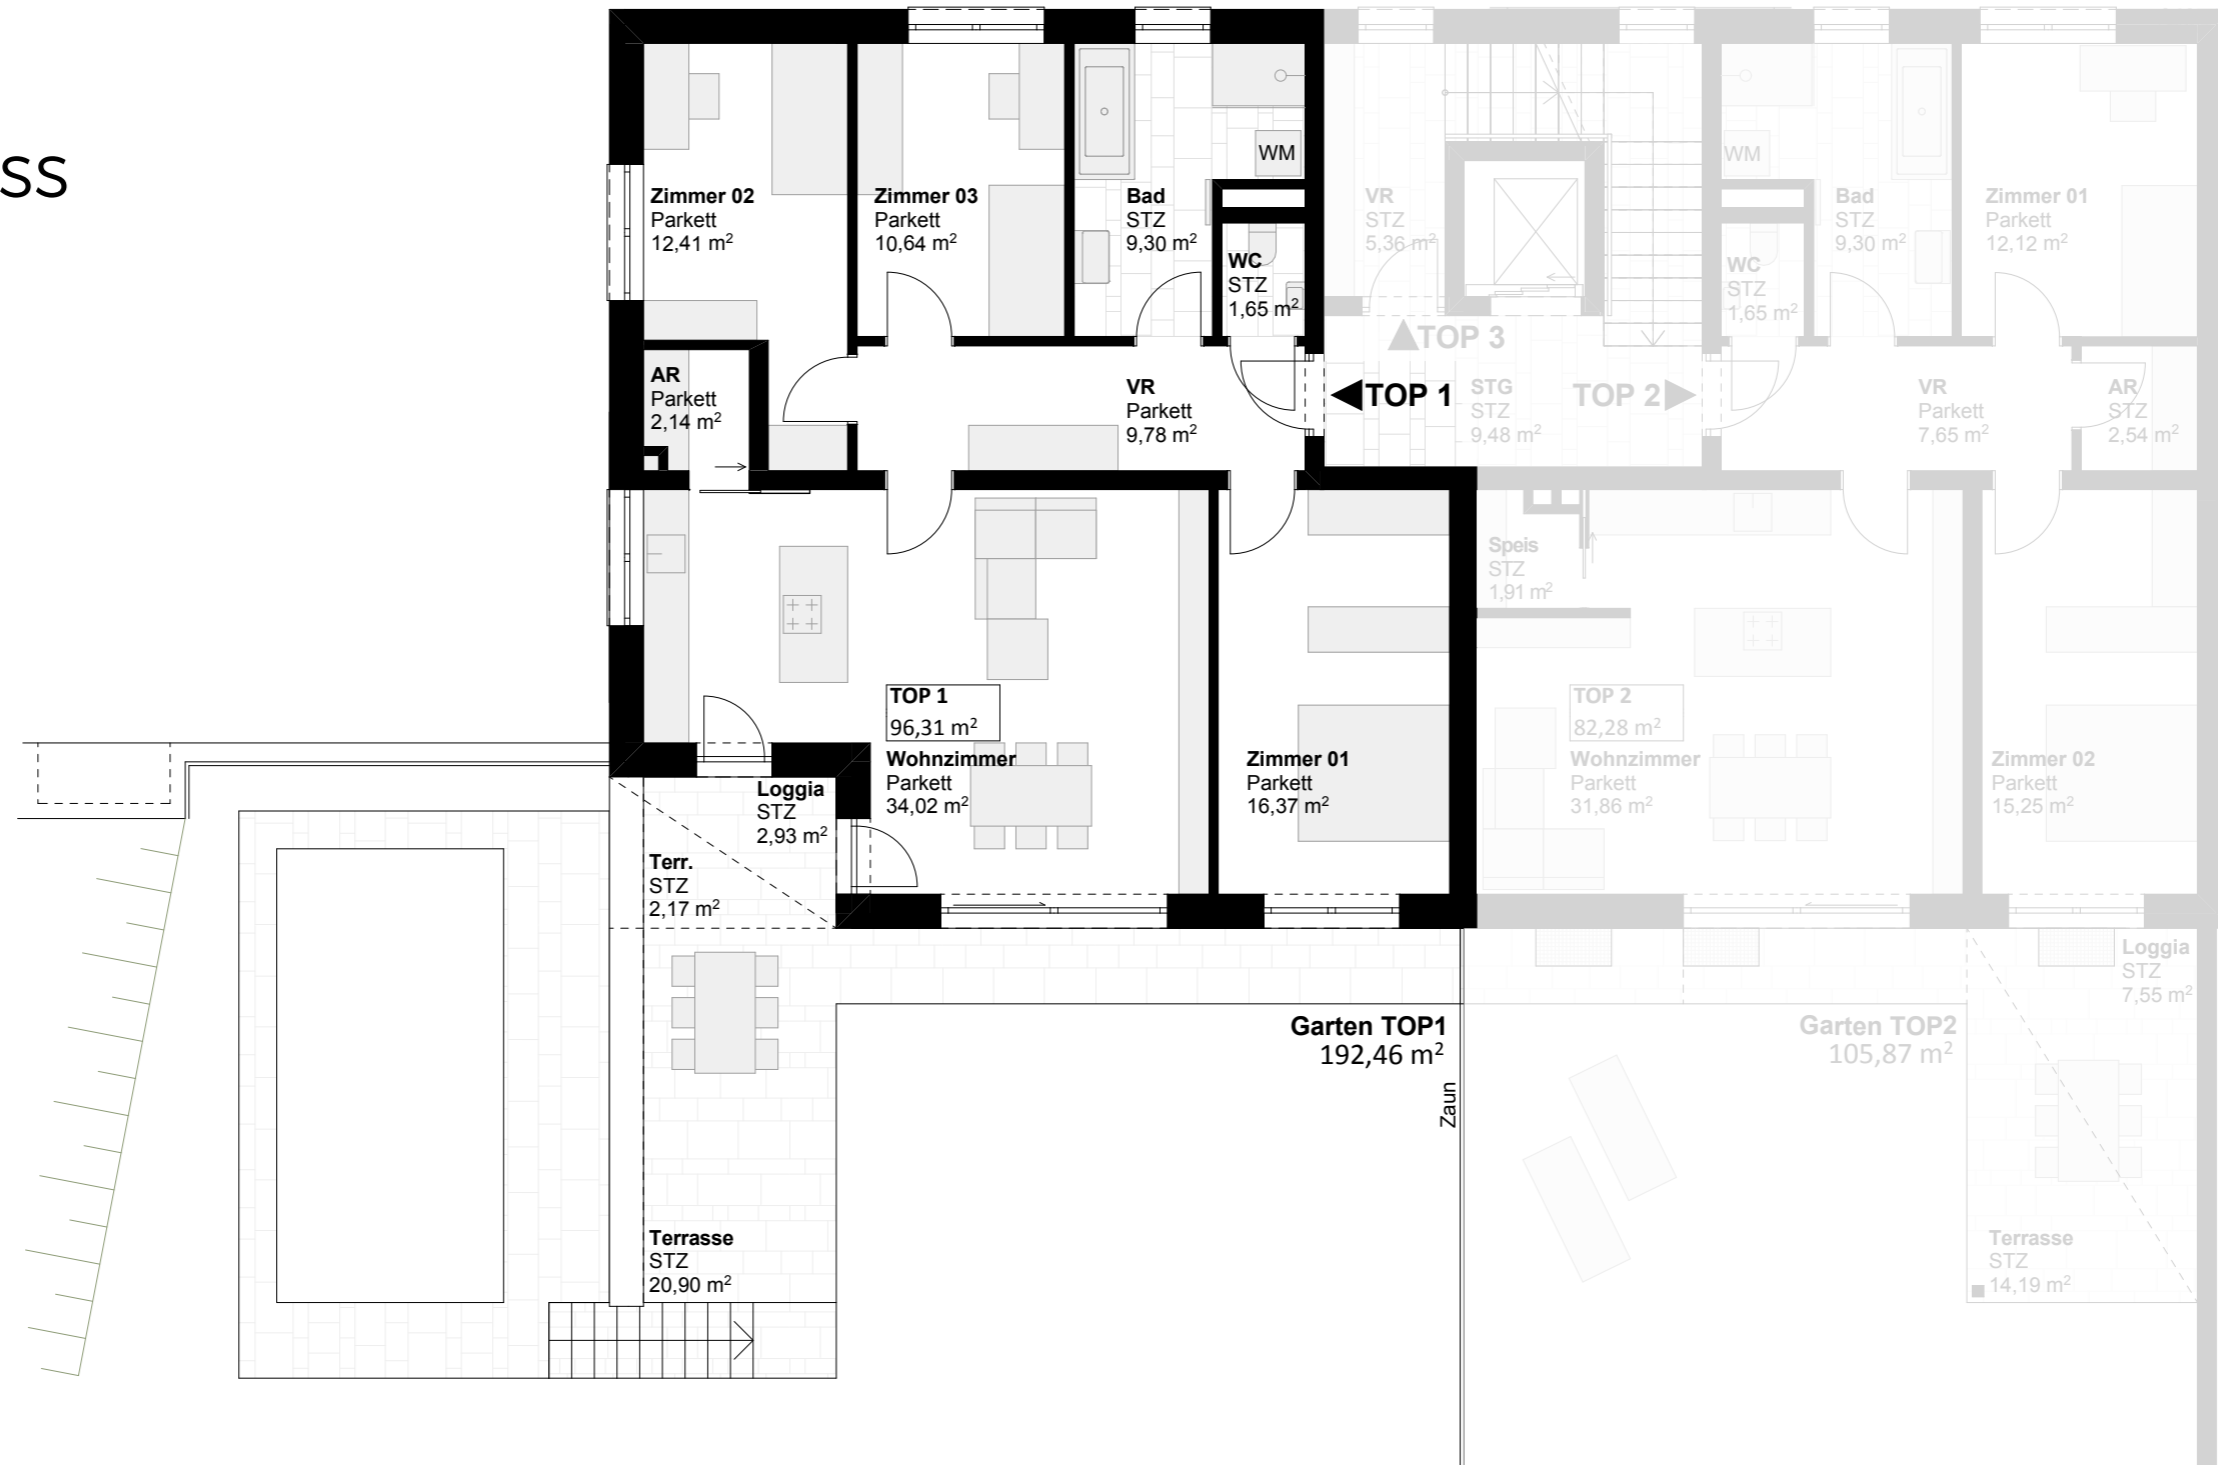 SS
Zimmer 02
Parkett
12,41 m²
Zimmer 03
Parkett
10,64 m²
Bad
STZ
9,30 m²
WM
WC
STZ
1,65 m²
VR
STZ
5,36 m²
WM
Bad
STZ
9,30 m²
WC
STZ
1,65 m²
Zimmer 01
Parkett
12,12 m²
TOP 3
AR
Parkett
2,14 m²
VR
Parkett
9,78 m²
TOP 1
STG
STZ
9,48 m²
TOP 2
VR
Parkett
7,65 m²
AR
STZ
2,54 m²
Speis
STZ
1,91 m²
TOP 1
96,31 m²
Wohnzimmer
Parkett
34,02 m²
Zimmer 01
Parkett
16,37 m²
TOP 2
82,28 m²
Wohnzimmer
Parkett
31,86 m²
Zimmer 02
Parkett
15,25 m²
Loggia
STZ
2,93 m²
Terr.
STZ
2,17 m²
Loggia
STZ
7,55 m²
Garten TOP1
192,46 m²
Zaun
Garten TOP2
105,87 m²
Terrasse
STZ
20,90 m²
Terrasse
STZ
14,19 m²